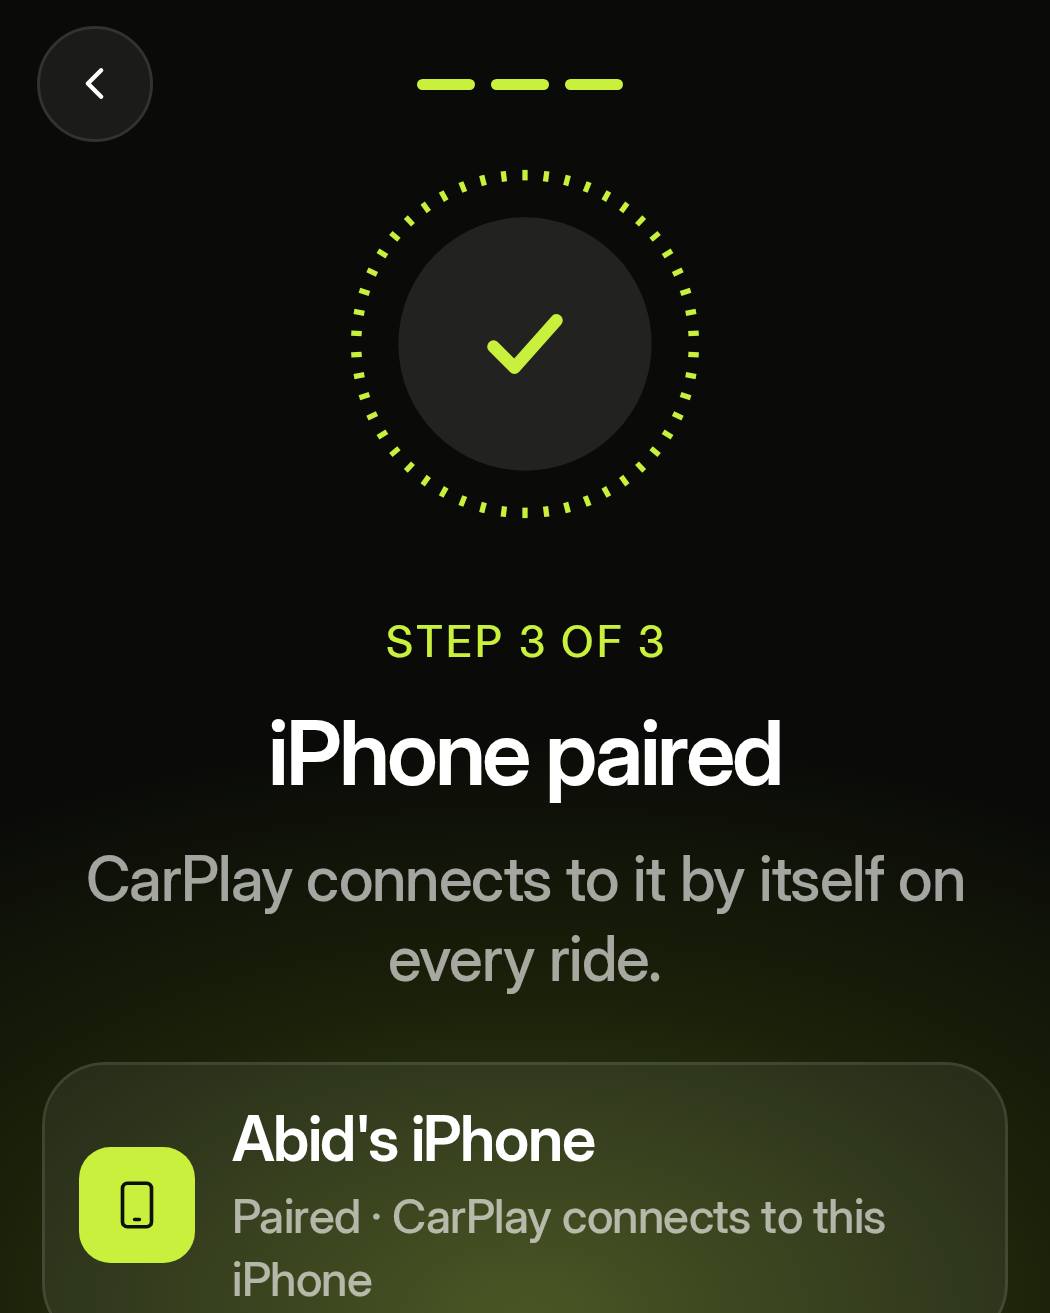 STEP 3 OF 3
iPhone paired
CarPlay connects to it by itself on
every ride.
Abid's iPhone
Paired · CarPlay connects to this
iPhone